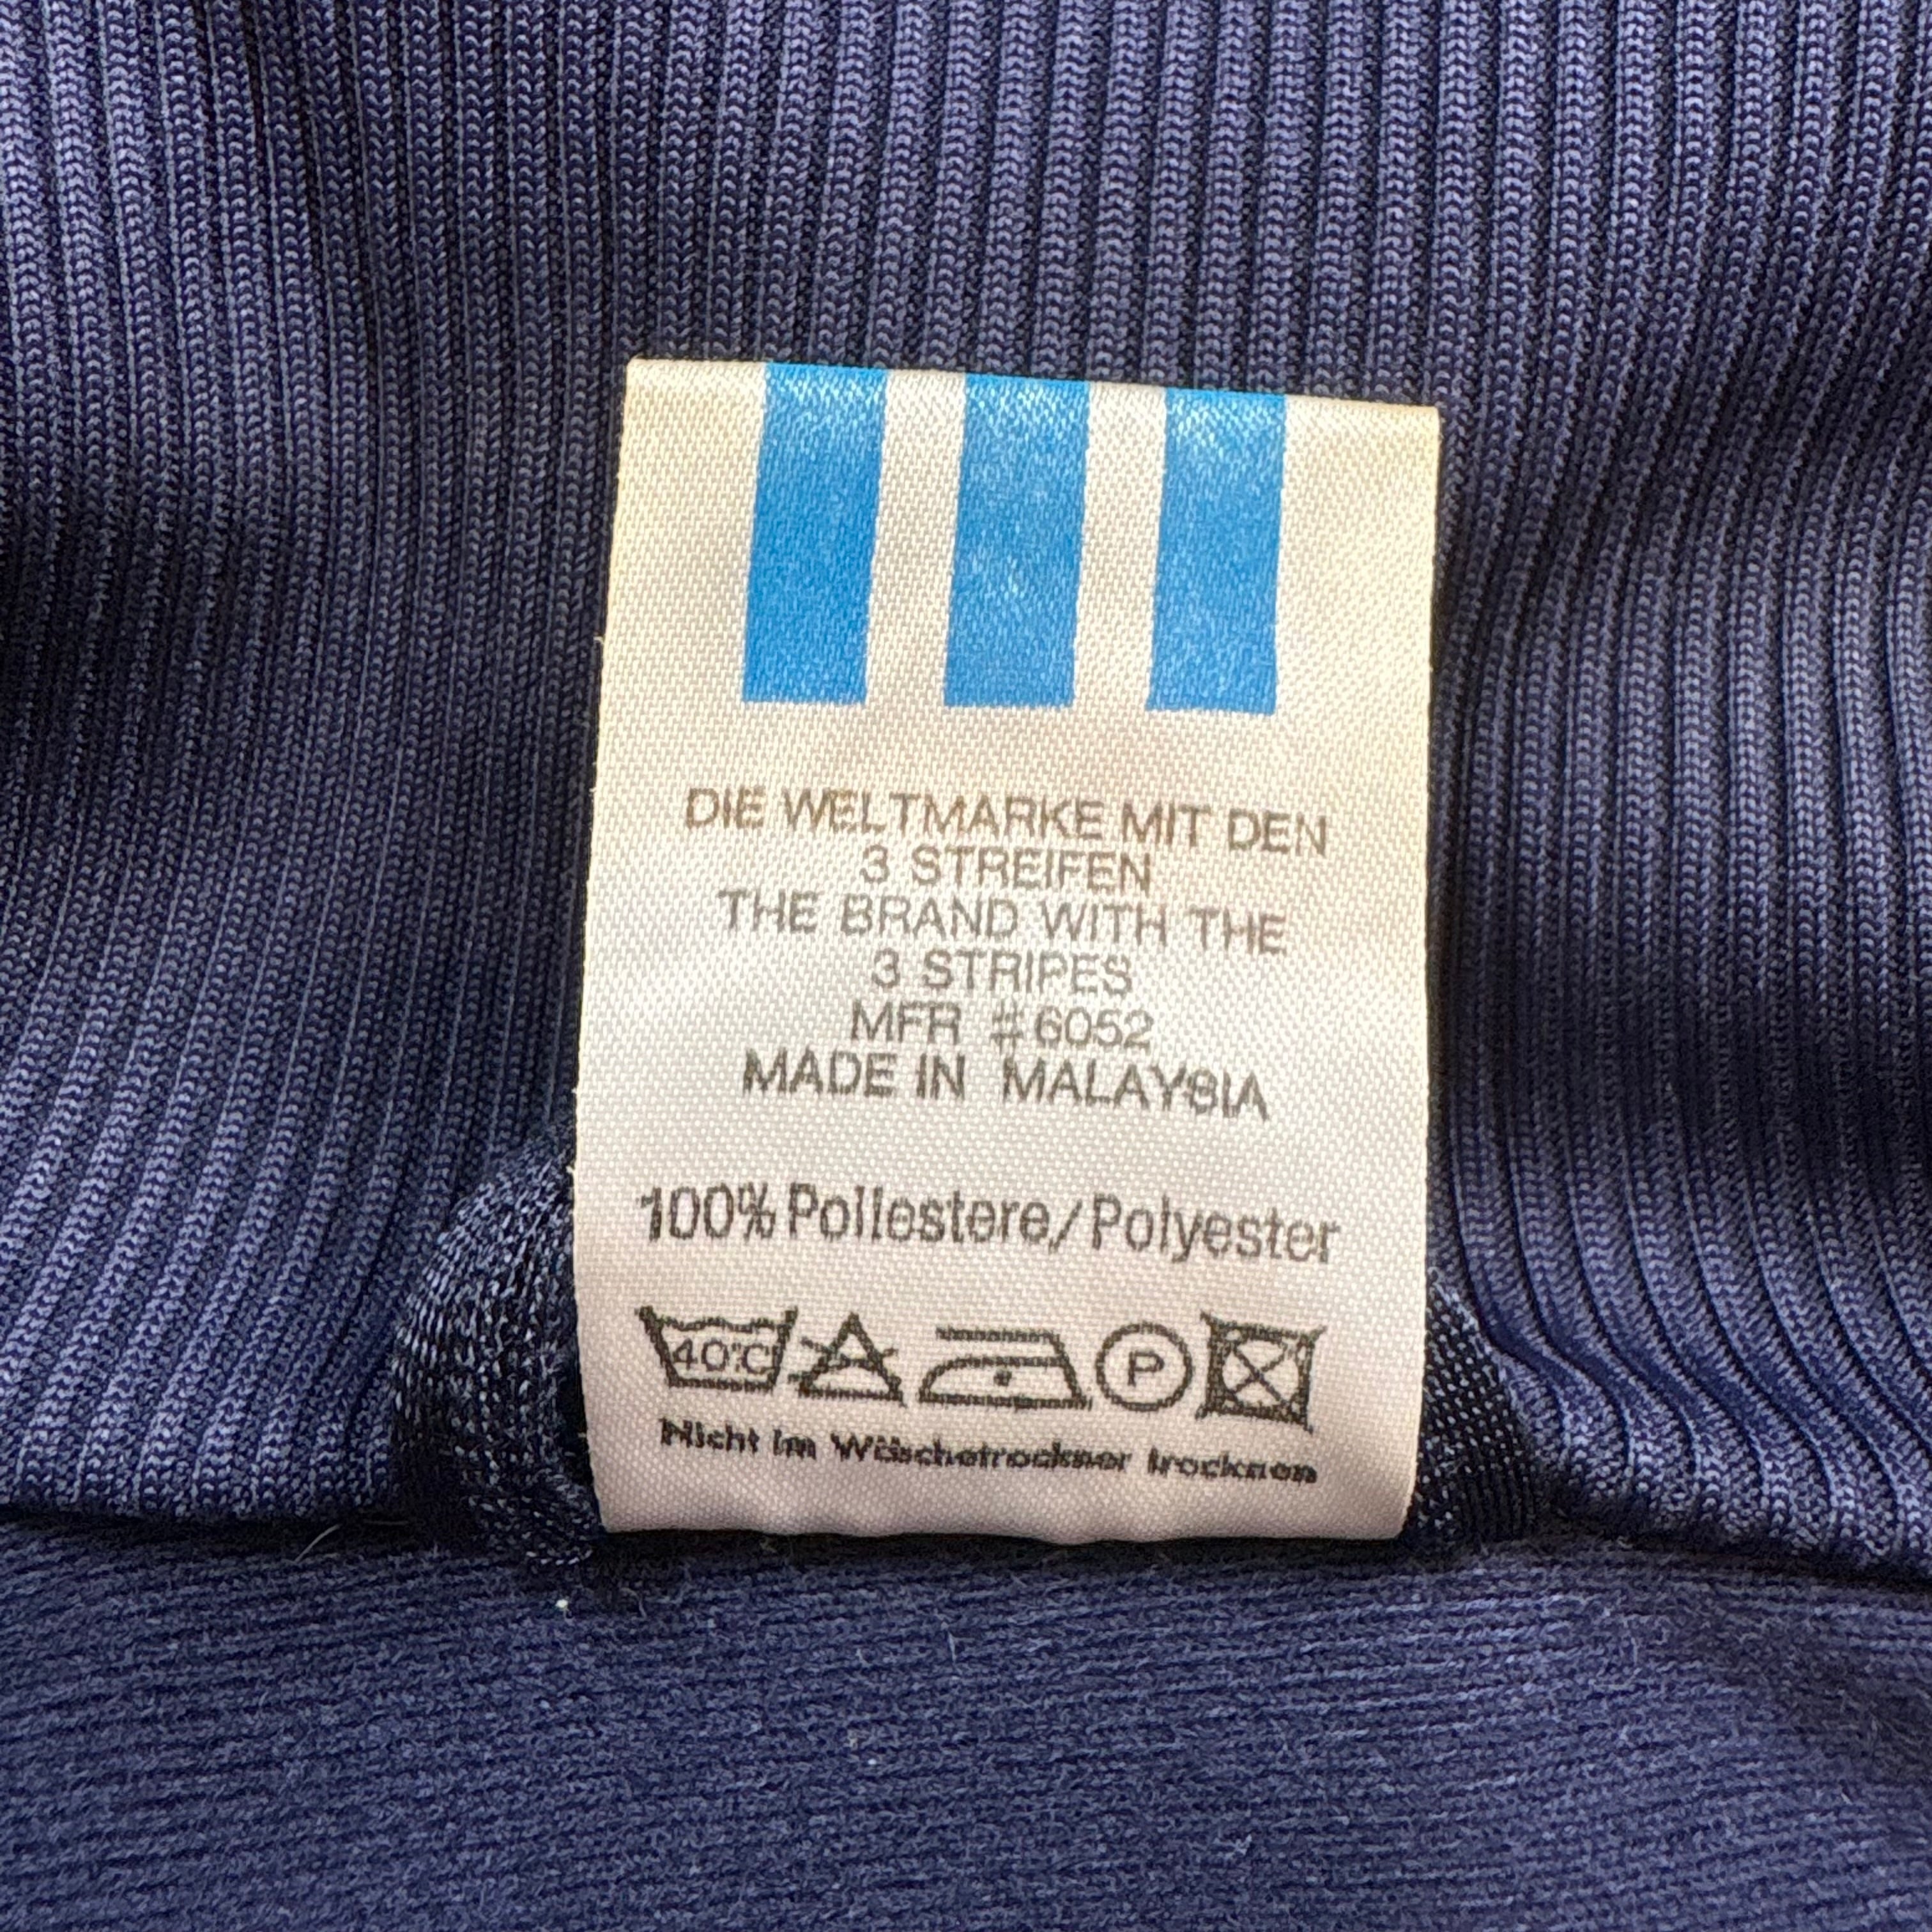 DIE WELTMARKE MIT DEN
3 STREIFEN
THE BRAND WITH THE
3 STRIPES
MFR #6052
MADE IN MALAYSIA
100% Poliestere/Polyester
40°C P
Nicht im Wäschetrockner trocknen